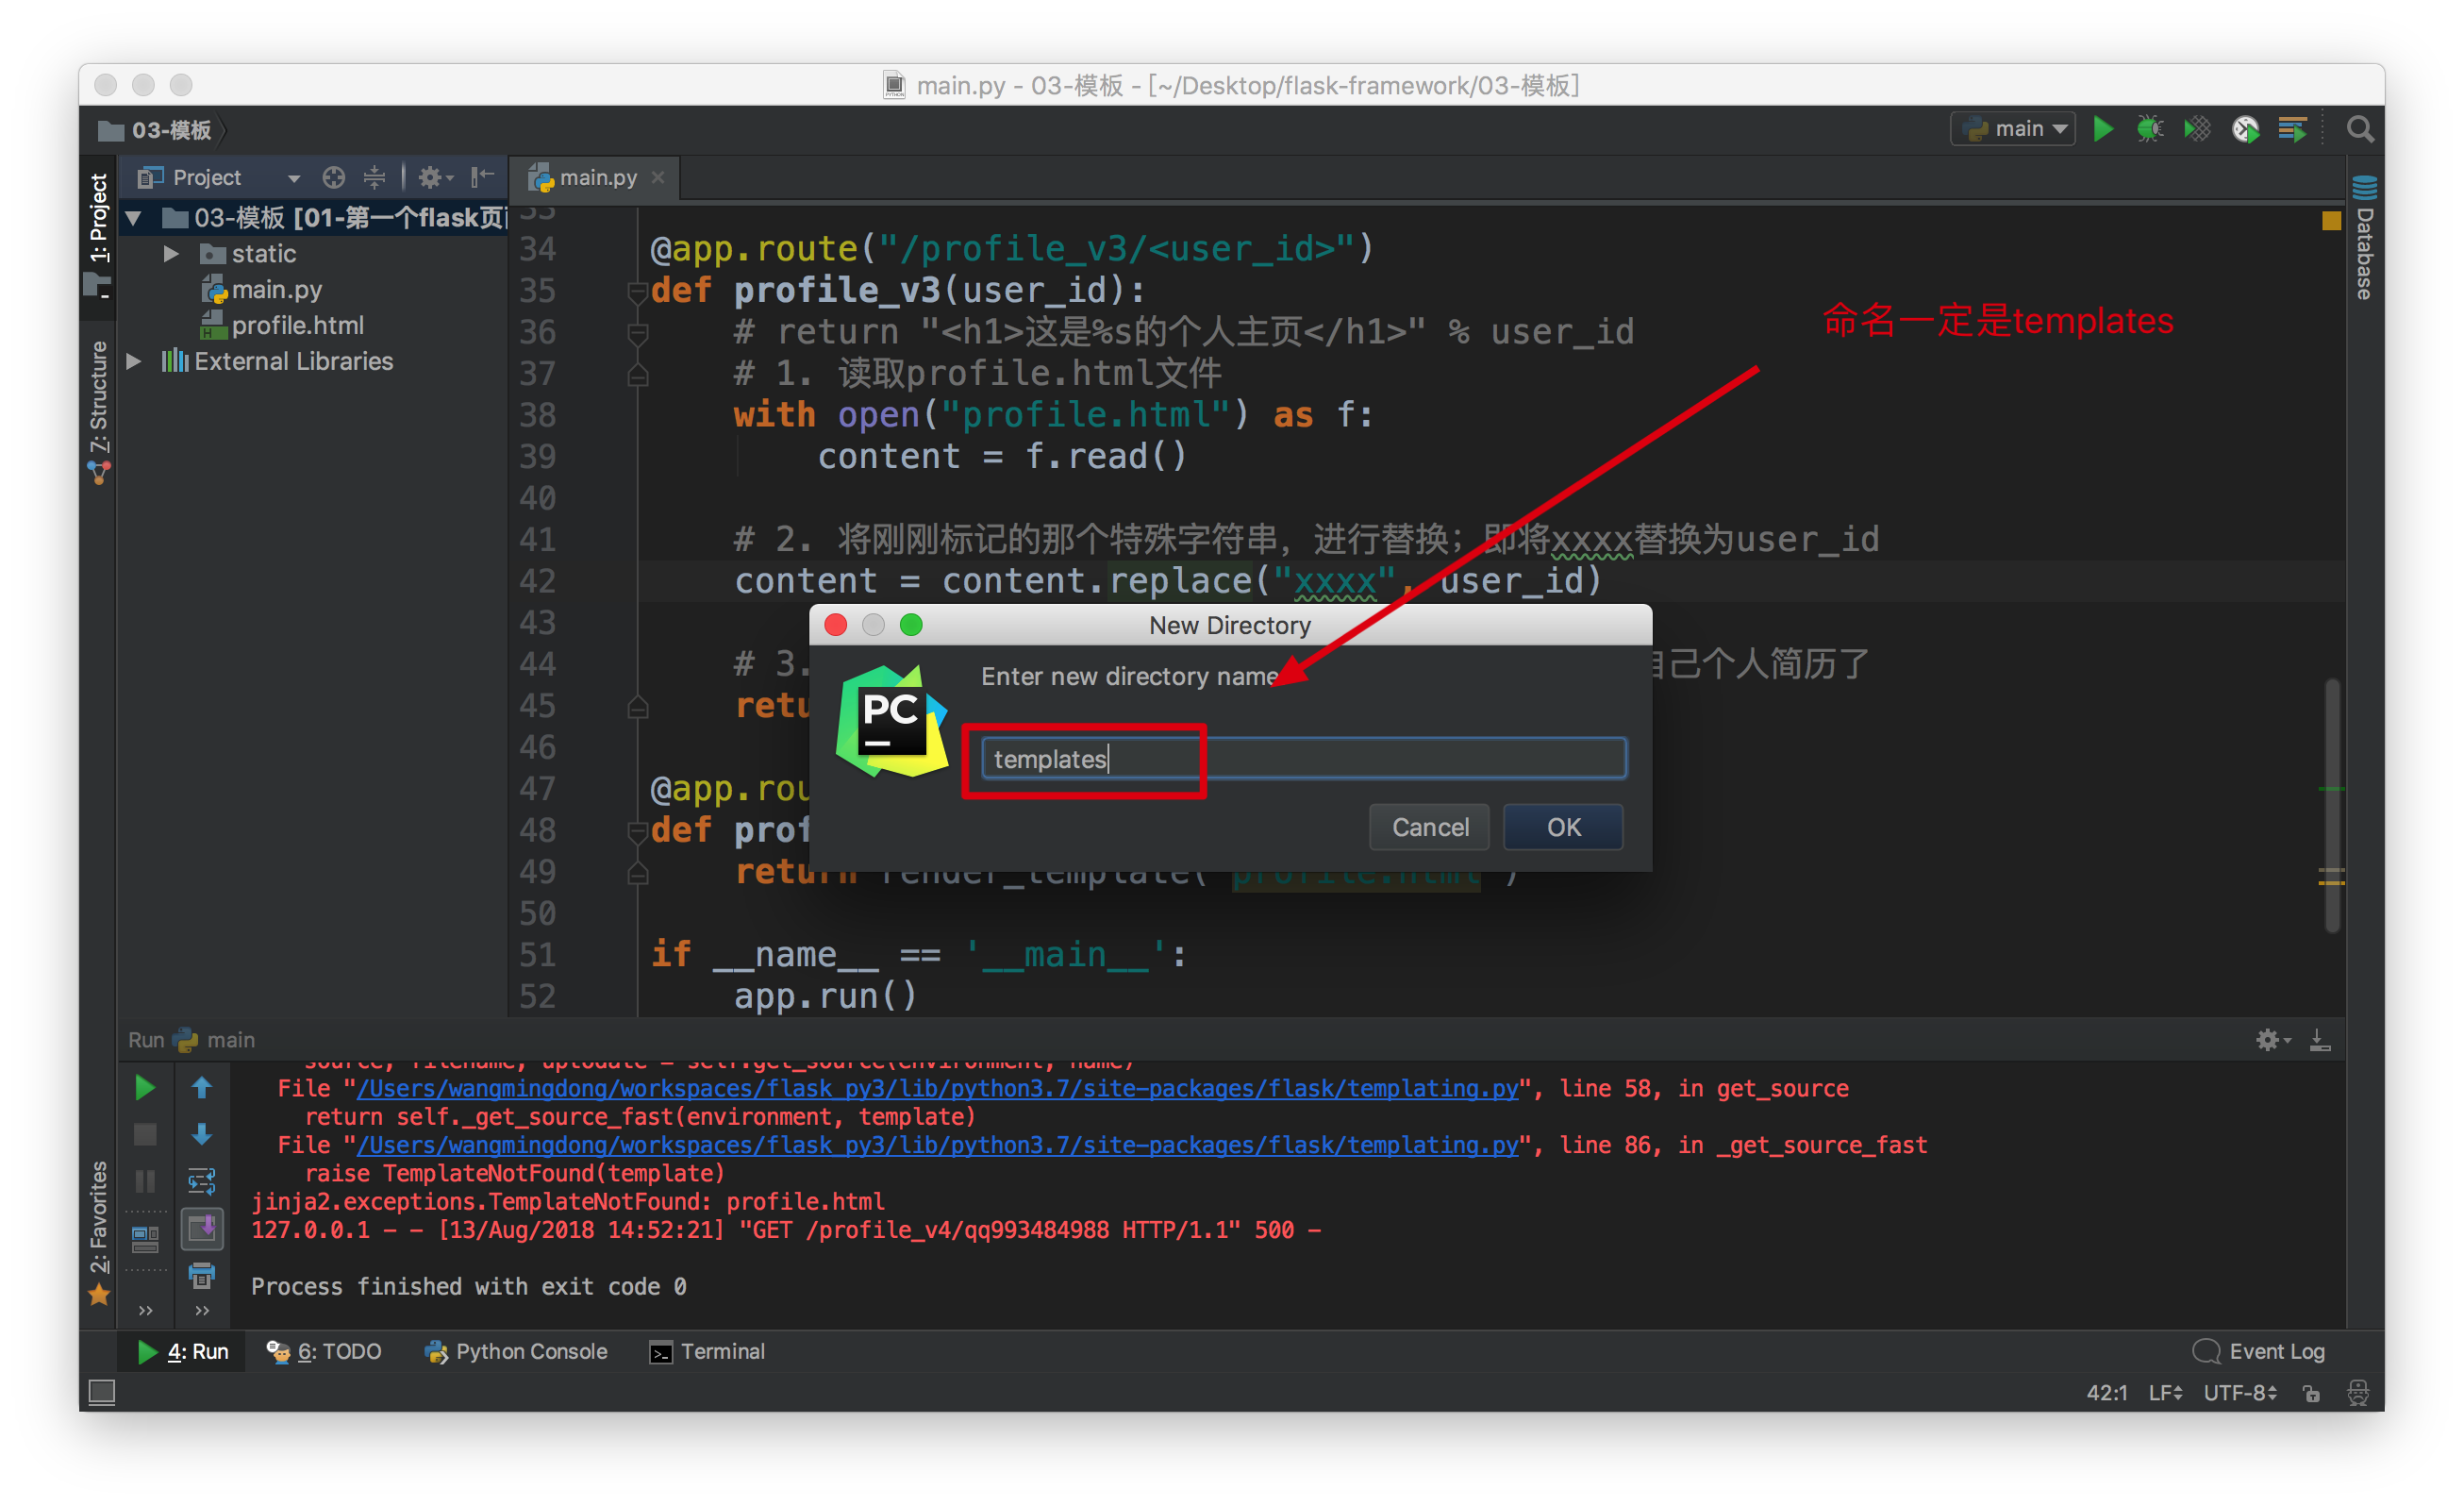 main.py - 03-模板 - [~/Desktop/flask-framework/03-模板]
03-模板
main
1: Project
Project
main.py
03-模板 [01-第一个flask页
static
main.py
profile.html
External Libraries
7: Structure
Database
33
34 @app.route("/profile_v3/<user_id>")
35 def profile_v3(user_id):
36 # return "<h1>这是%s的个人主页</h1>" % user_id
37 # 1. 读取profile.html文件
38 with open("profile.html") as f:
39 content = f.read()
40
41 # 2. 将刚刚标记的那个特殊字符串，进行替换；即将xxxx替换为user_id
42 content = content.replace("xxxx", user_id)
43
44 # 3. 自己个人简历了
45 retu
46
47 @app.rou
48 def prof
49 return render_template("profile.html")
50
51 if __name__ == '__main__':
52 app.run()
命名一定是templates
New Directory
Enter new directory name
PC
templates
Cancel
OK
Run main
source, filename, uptodate = self.get_source(environment, name)
File "/Users/wangmingdong/workspaces/flask_py3/lib/python3.7/site-packages/flask/templating.py", line 58, in get_source
return self._get_source_fast(environment, template)
File "/Users/wangmingdong/workspaces/flask_py3/lib/python3.7/site-packages/flask/templating.py", line 86, in _get_source_fast
raise TemplateNotFound(template)
jinja2.exceptions.TemplateNotFound: profile.html
127.0.0.1 - - [13/Aug/2018 14:52:21] "GET /profile_v4/qq993484988 HTTP/1.1" 500 -
Process finished with exit code 0
2: Favorites
4: Run
6: TODO
Python Console
Terminal
Event Log
42:1
LF
UTF-8